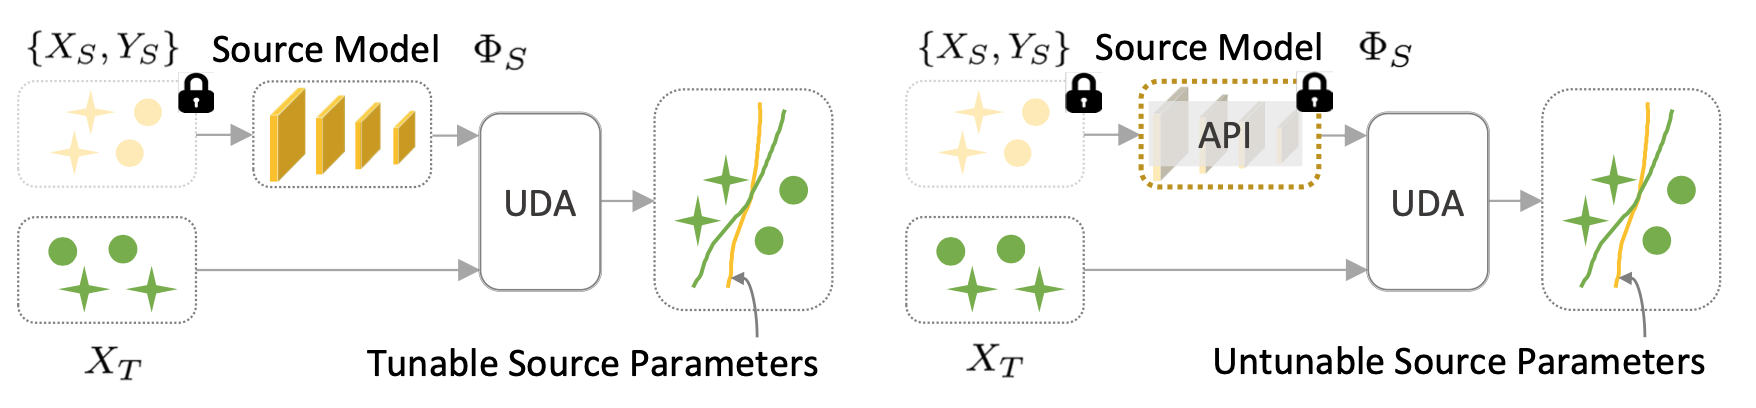 {X_S, Y_S} Source Model Φ_S
UDA
X_T
Tunable Source Parameters
{X_S, Y_S} Source Model Φ_S
API
UDA
X_T
Untunable Source Parameters